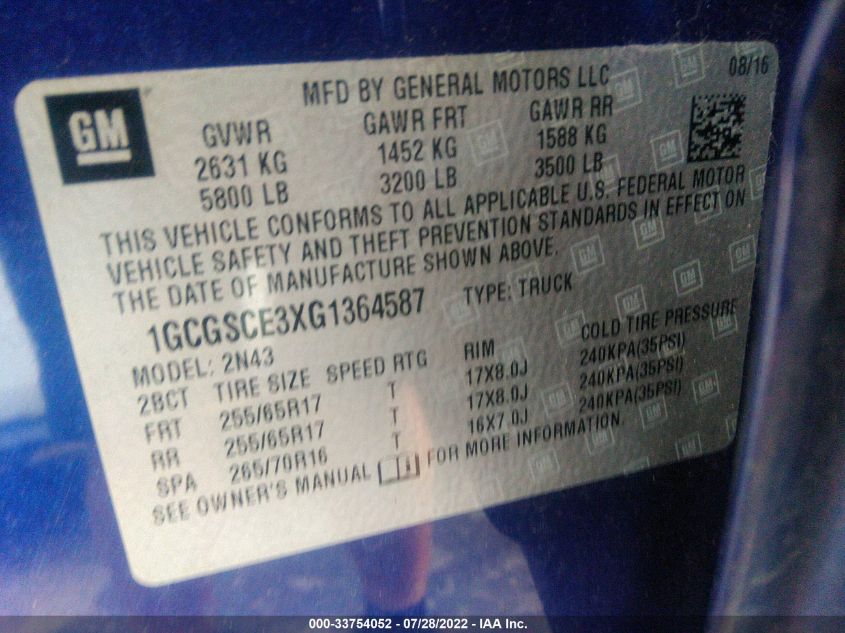 MFD BY GENERAL MOTORS LLC 08/16
GM
GVWR GAWR FRT GAWR RR
2631 KG 1452 KG 1588 KG
5800 LB 3200 LB 3500 LB
THIS VEHICLE CONFORMS TO ALL APPLICABLE U.S. FEDERAL MOTOR
VEHICLE SAFETY AND THEFT PREVENTION STANDARDS IN EFFECT ON
THE DATE OF MANUFACTURE SHOWN ABOVE.
1GCGSCE3XG1364587 TYPE: TRUCK
MODEL: 2N43
2BCT TIRE SIZE SPEED RTG RIM COLD TIRE PRESSURE
FRT 255/65R17 T 17X8.0J 240KPA(35PSI)
RR 255/65R17 T 17X8.0J 240KPA(35PSI)
SPA 265/70R16 T 16X7.0J 240KPA(35PSI)
SEE OWNER'S MANUAL FOR MORE INFORMATION
000-33754052 - 07/28/2022 - IAA Inc.